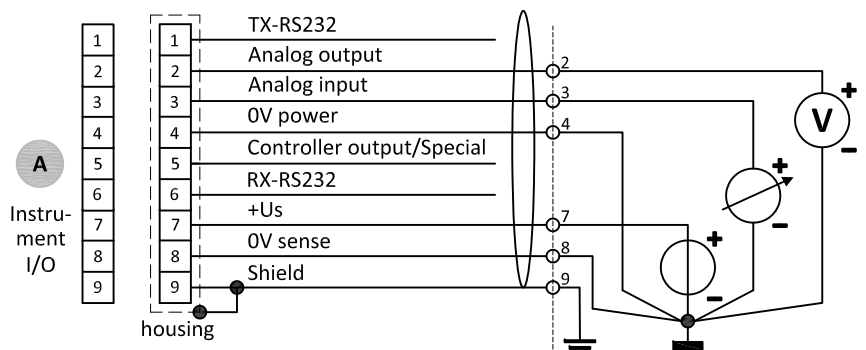 1
2
3
4
5
6
7
8
9
1
2
3
4
5
6
7
8
9
TX-RS232
Analog output
Analog input
0V power
Controller output/Special
RX-RS232
+Us
0V sense
Shield
2
3
4
7
8
9
A
Instru-
ment
I/O
housing
V
+
−
+
−
+
−